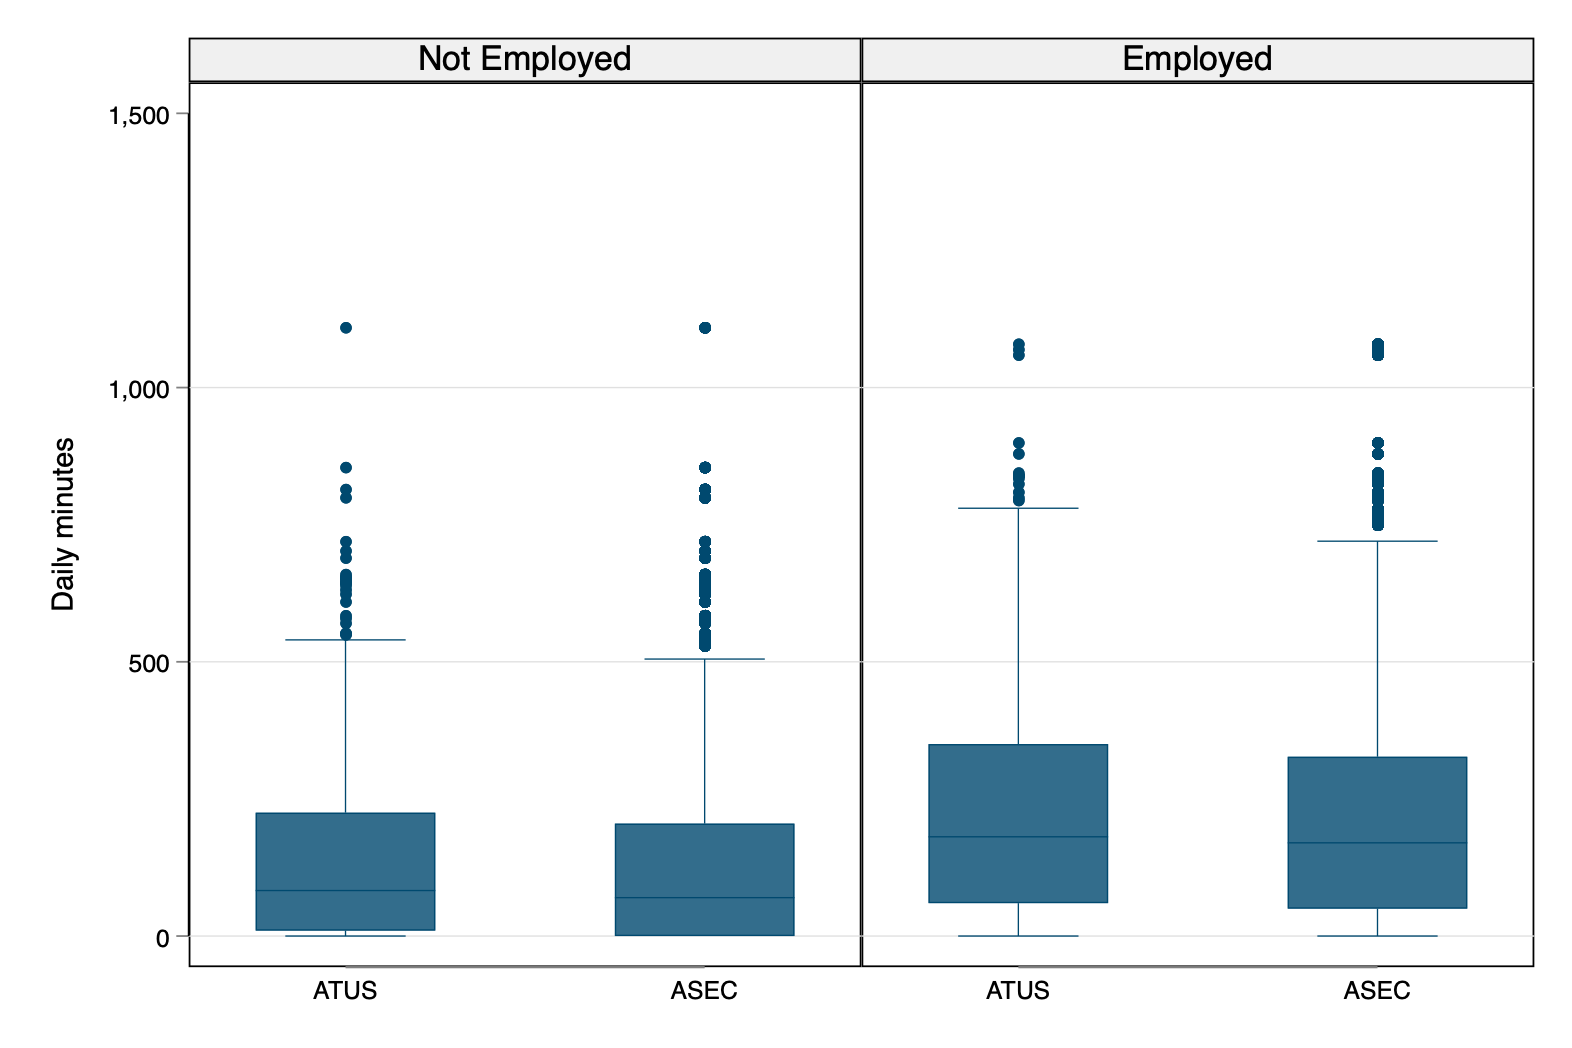 Not Employed
Employed
1,500
1,000
500
0
Daily minutes
ATUS
ASEC
ATUS
ASEC